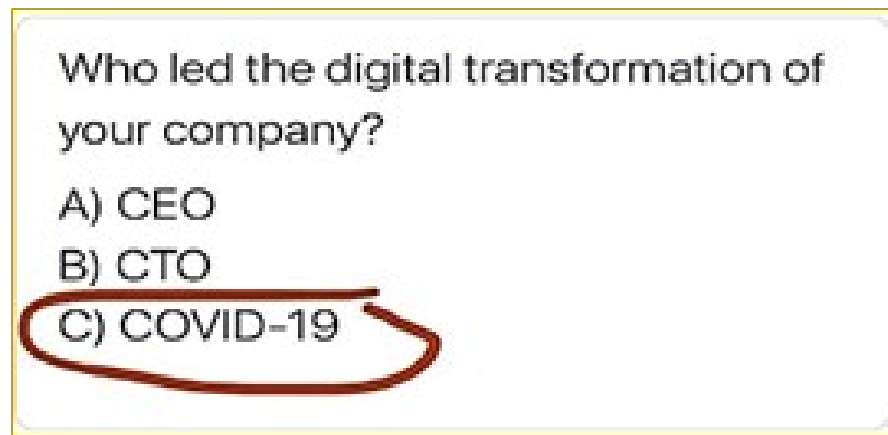 Who led the digital transformation of
your company?
A) CEO
B) CTO
C) COVID-19